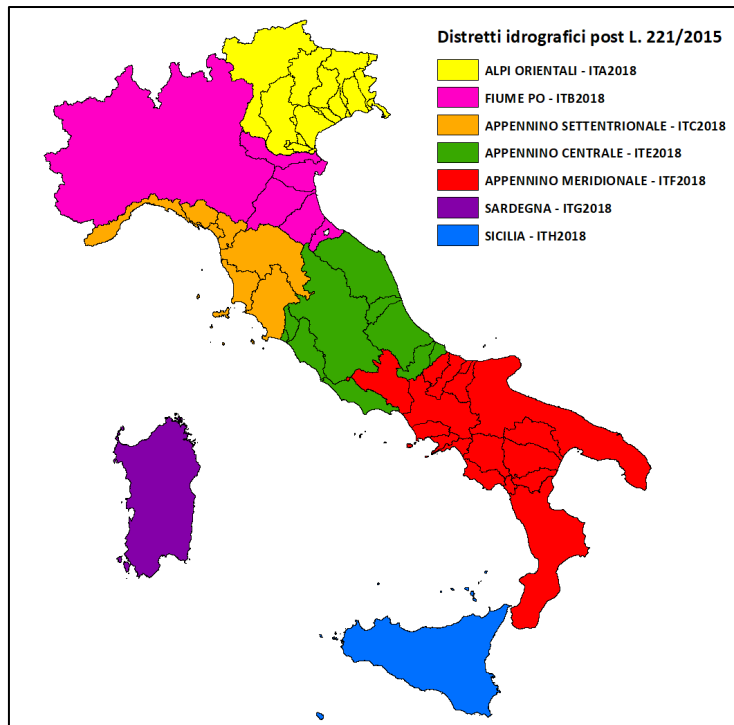 Distretti idrografici post L. 221/2015
ALPI ORIENTALI - ITA2018
FIUME PO - ITB2018
APPENNINO SETTENTRIONALE - ITC2018
APPENNINO CENTRALE - ITE2018
APPENNINO MERIDIONALE - ITF2018
SARDEGNA - ITG2018
SICILIA - ITH2018